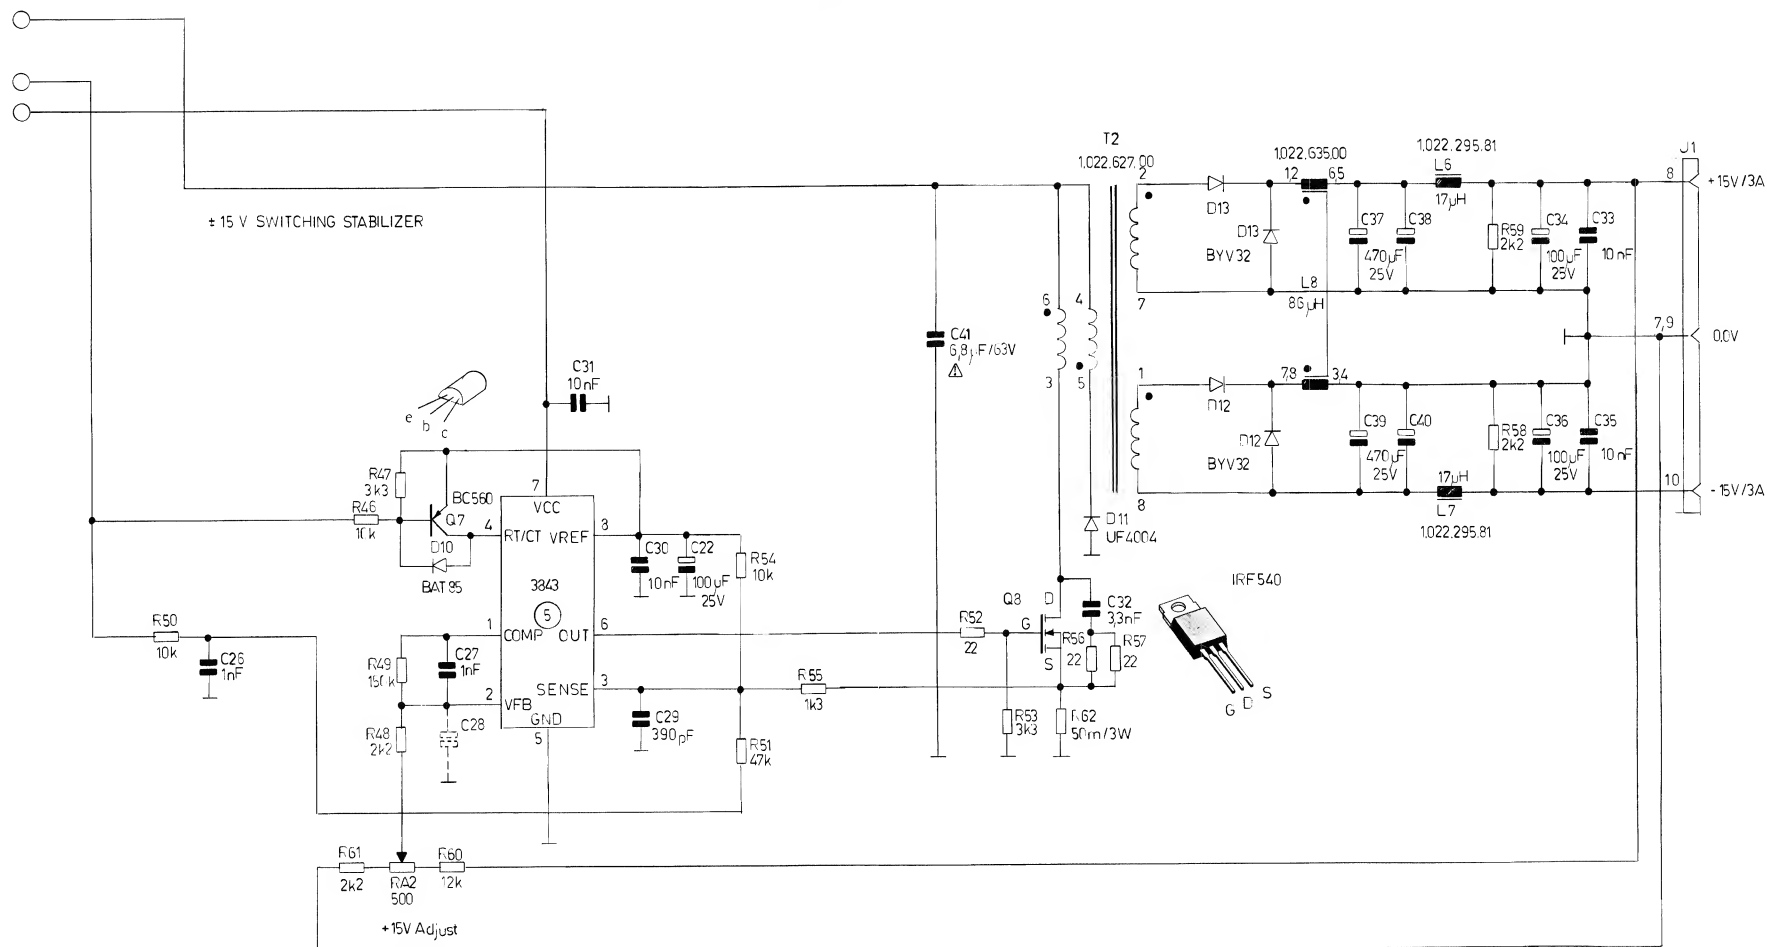 ± 15 V SWITCHING STABILIZER
T2
1.022.627.00
2
7
1
8
6
3
4
5
D13
D13
BYV32
1.022.635.00
1,2 6,5
L8
86µH
1.022.295.81
L6
17µH
C37
C38
470µF
25V
R59
2k2
C34
100µF
25V
C33
10nF
J1
8
+15V/3A
7,9
0.0V
10
-15V/3A
D12
D12
BYV32
7,8 3,4
C39
C40
470µF
25V
17µH
L7
1.022.295.81
R58
2k2
C36
100µF
25V
C35
10nF
C41
6,8µF/63V
C31
10nF
e
b
c
R47
3k3
R46
10k
BC560
Q7
D10
BAT85
7
VCC
4
RT/CT VREF
8
3843
5
1
COMP OUT
6
SENSE
3
2
VFB
GND
5
C30
10nF
C22
100µF
25V
R54
10k
R50
10k
C26
1nF
R49
150k
C27
1nF
R48
2k2
C28
C29
390pF
R55
1k3
R51
47k
R52
22
R53
3k3
Q8
D
G
S
D11
UF4004
C32
3,3nF
R56
22
R57
22
R62
50m/3W
IRF540
G D S
R61
2k2
RA2
500
R60
12k
+15V Adjust